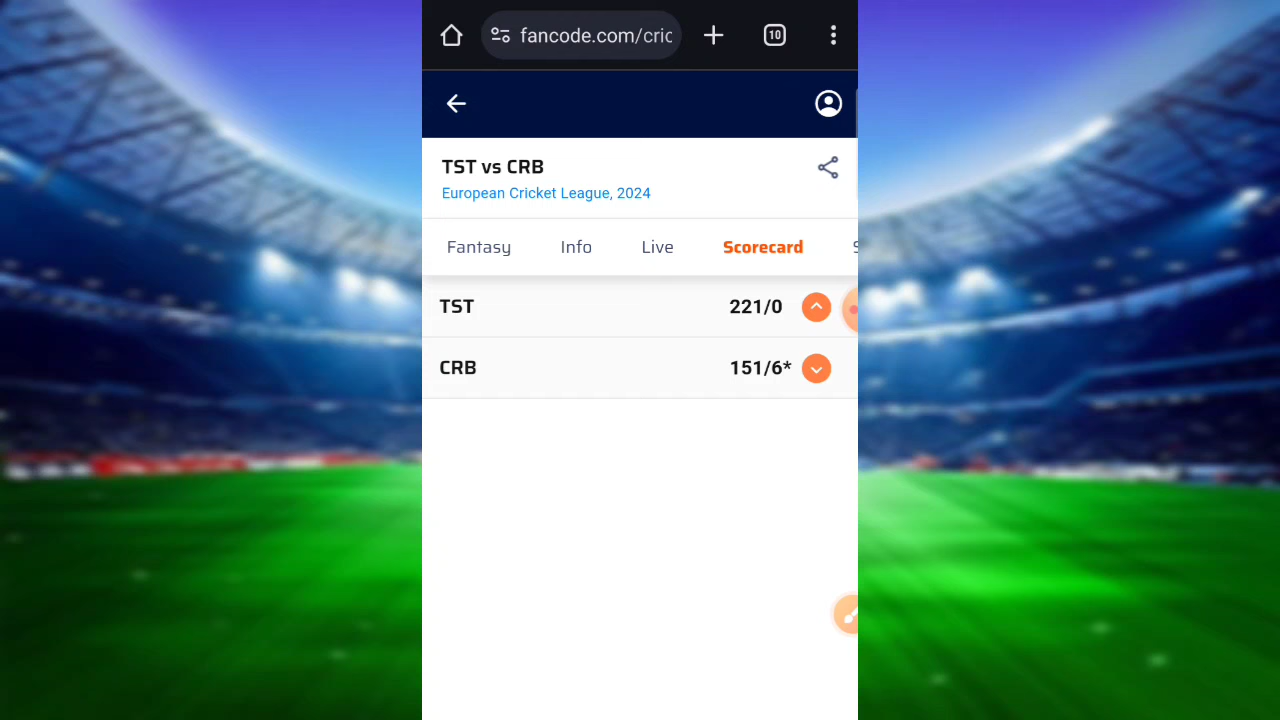 fancode.com/cric
10
TST vs CRB
European Cricket League, 2024
Fantasy Info Live Scorecard S
TST 221/0
CRB 151/6*